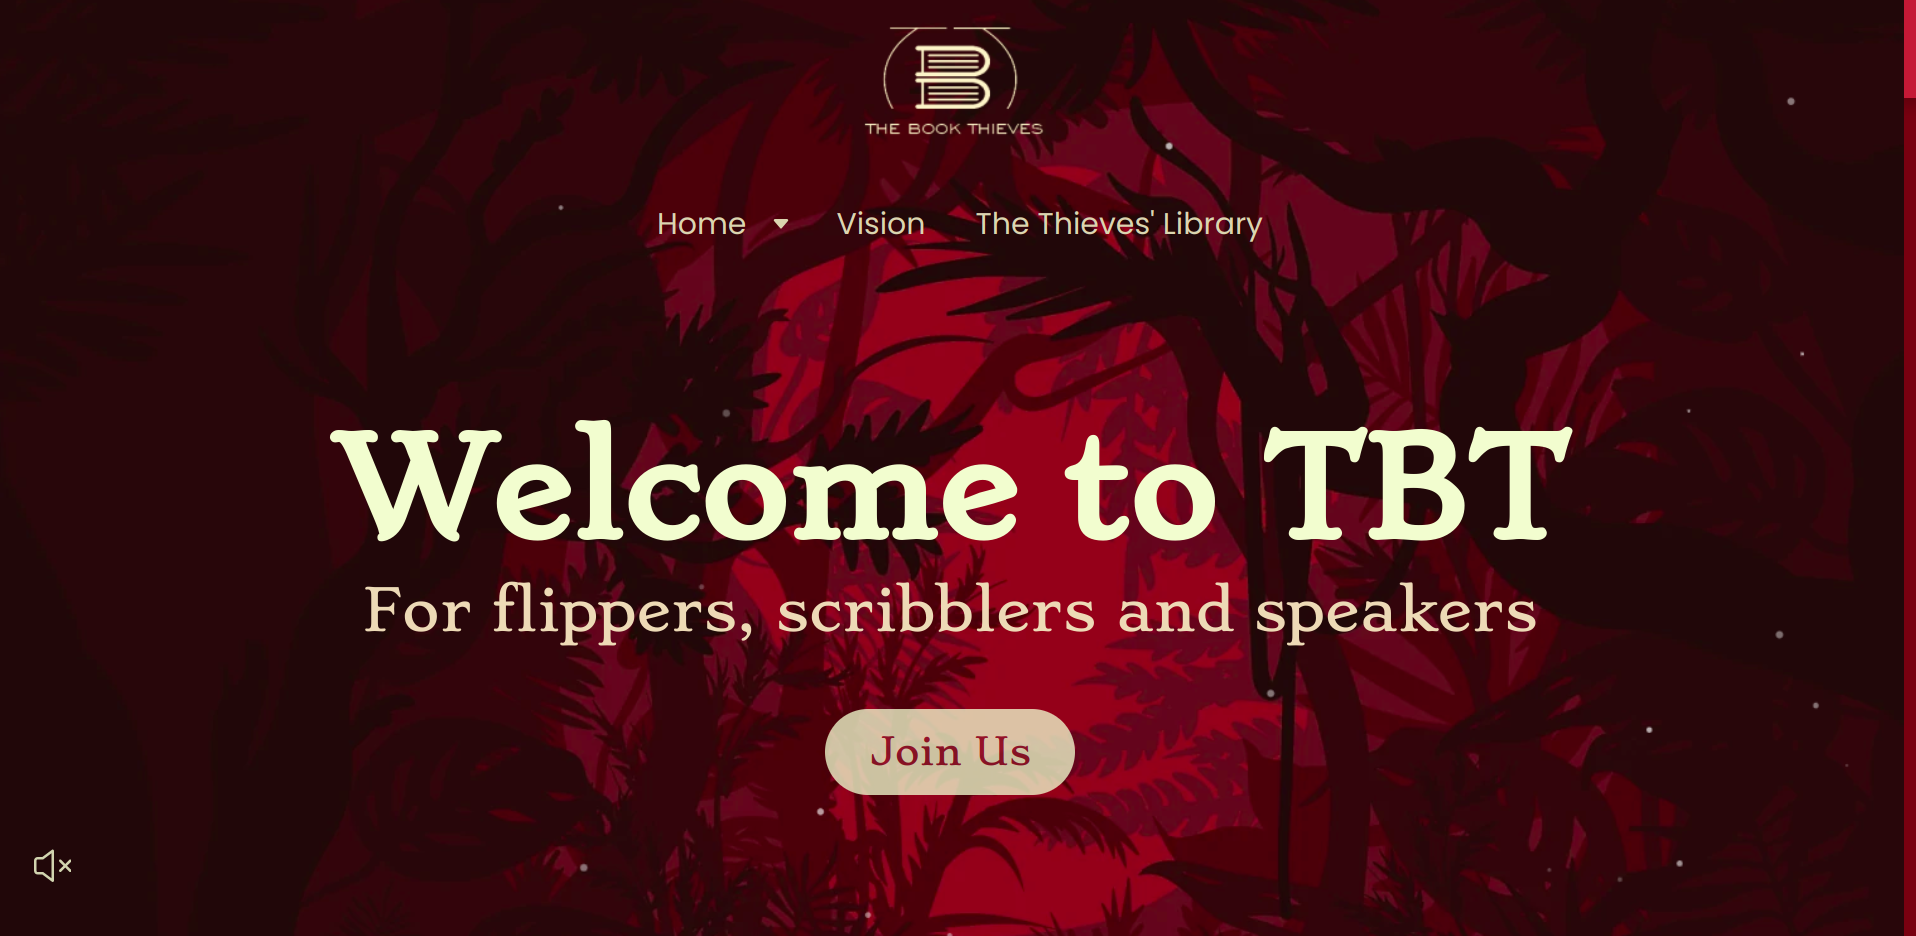 THE BOOK THIEVES
Home Vision The Thieves' Library
Welcome to TBT
For flippers, scribblers and speakers
Join Us